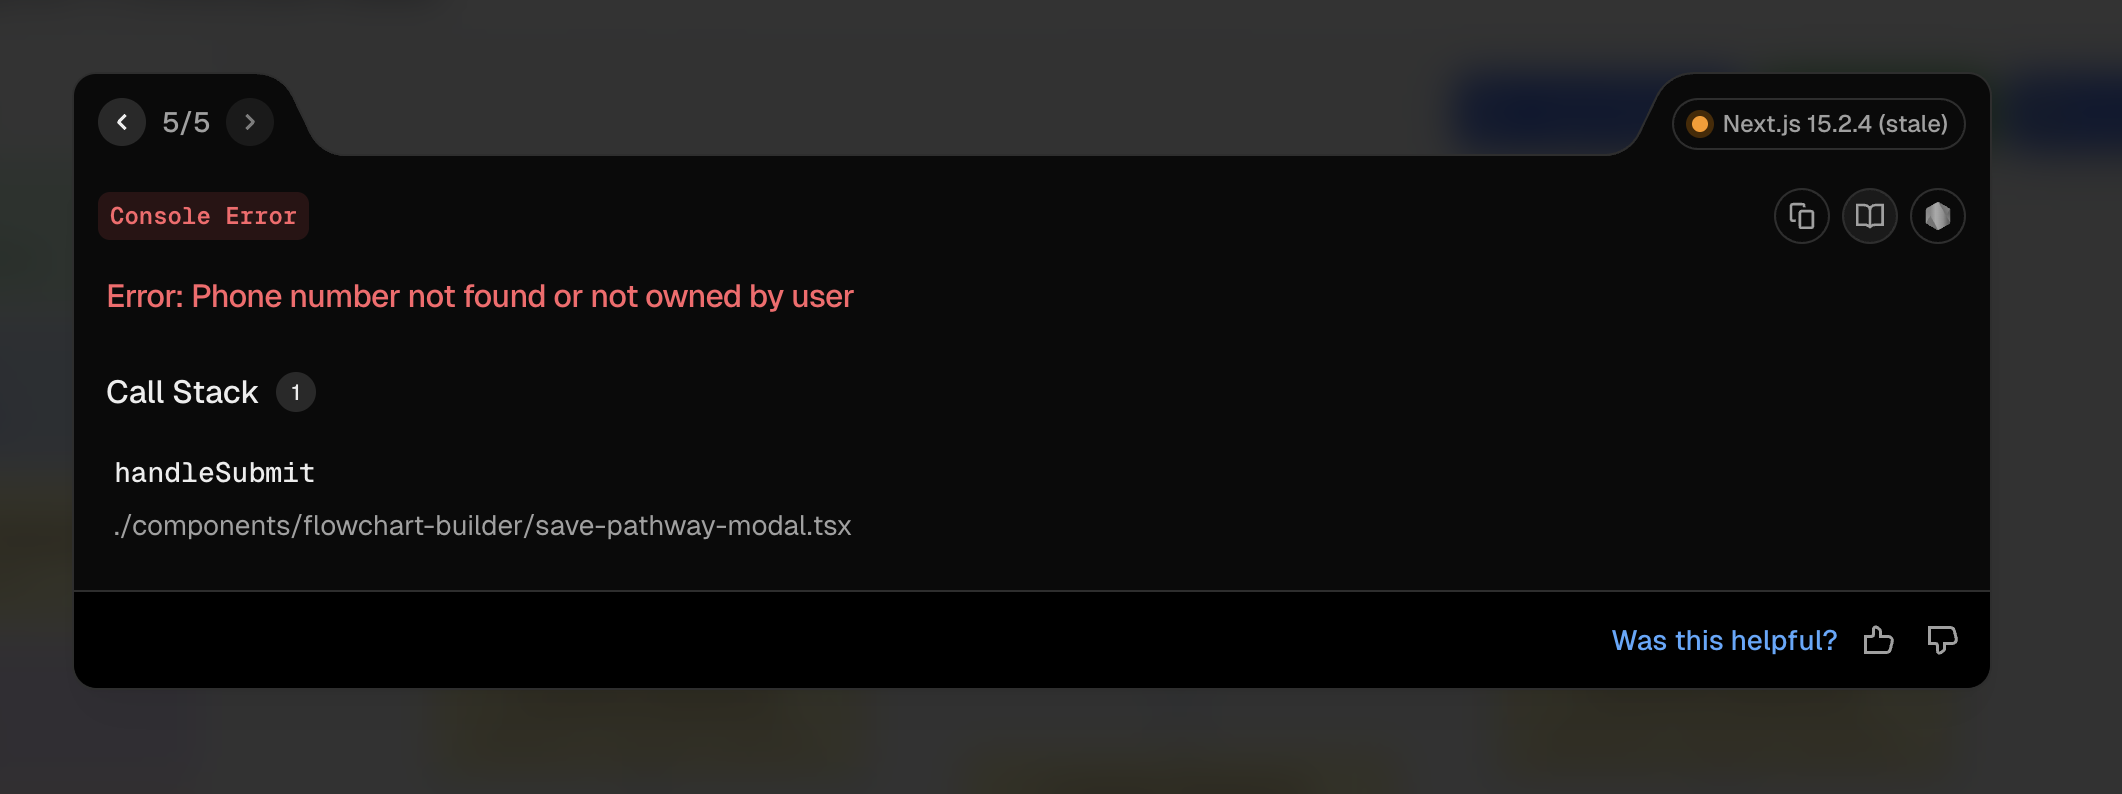 5/5
Next.js 15.2.4 (stale)
Console Error
Error: Phone number not found or not owned by user
Call Stack 1
handleSubmit
./components/flowchart-builder/save-pathway-modal.tsx
Was this helpful?